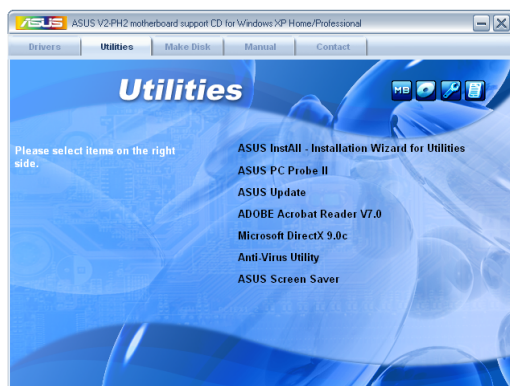 ASUS ASUS V2-PH2 motherboard support CD for Windows XP Home/Professional
Drivers Utilities Make Disk Manual Contact
Utilities
MB
Please select items on the right
side.
ASUS InstAll - Installation Wizard for Utilities
ASUS PC Probe II
ASUS Update
ADOBE Acrobat Reader V7.0
Microsoft DirectX 9.0c
Anti-Virus Utility
ASUS Screen Saver